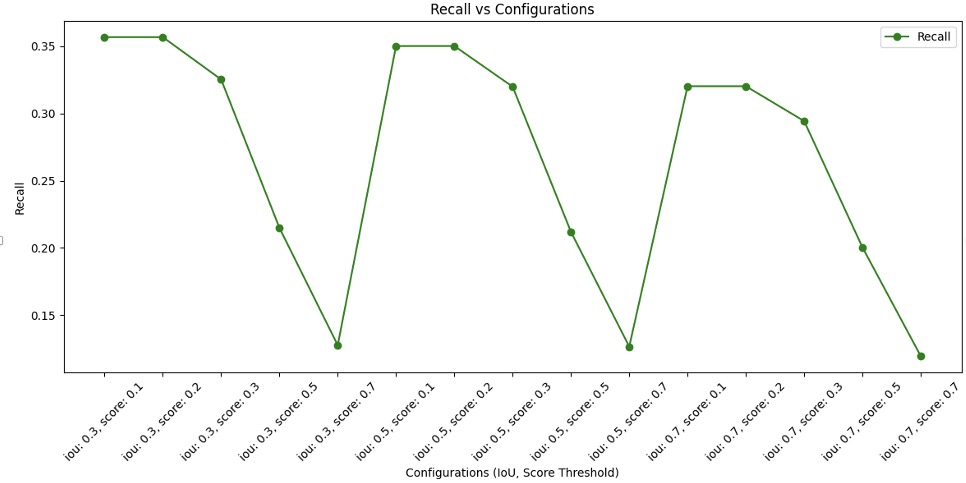 Recall vs Configurations
Recall
0.35
0.30
0.25
0.20
0.15
Recall
iou: 0.3, score: 0.1
iou: 0.3, score: 0.2
iou: 0.3, score: 0.3
iou: 0.3, score: 0.5
iou: 0.3, score: 0.7
iou: 0.5, score: 0.1
iou: 0.5, score: 0.2
iou: 0.5, score: 0.3
iou: 0.5, score: 0.5
iou: 0.5, score: 0.7
iou: 0.7, score: 0.1
iou: 0.7, score: 0.2
iou: 0.7, score: 0.3
iou: 0.7, score: 0.5
iou: 0.7, score: 0.7
Configurations (IoU, Score Threshold)